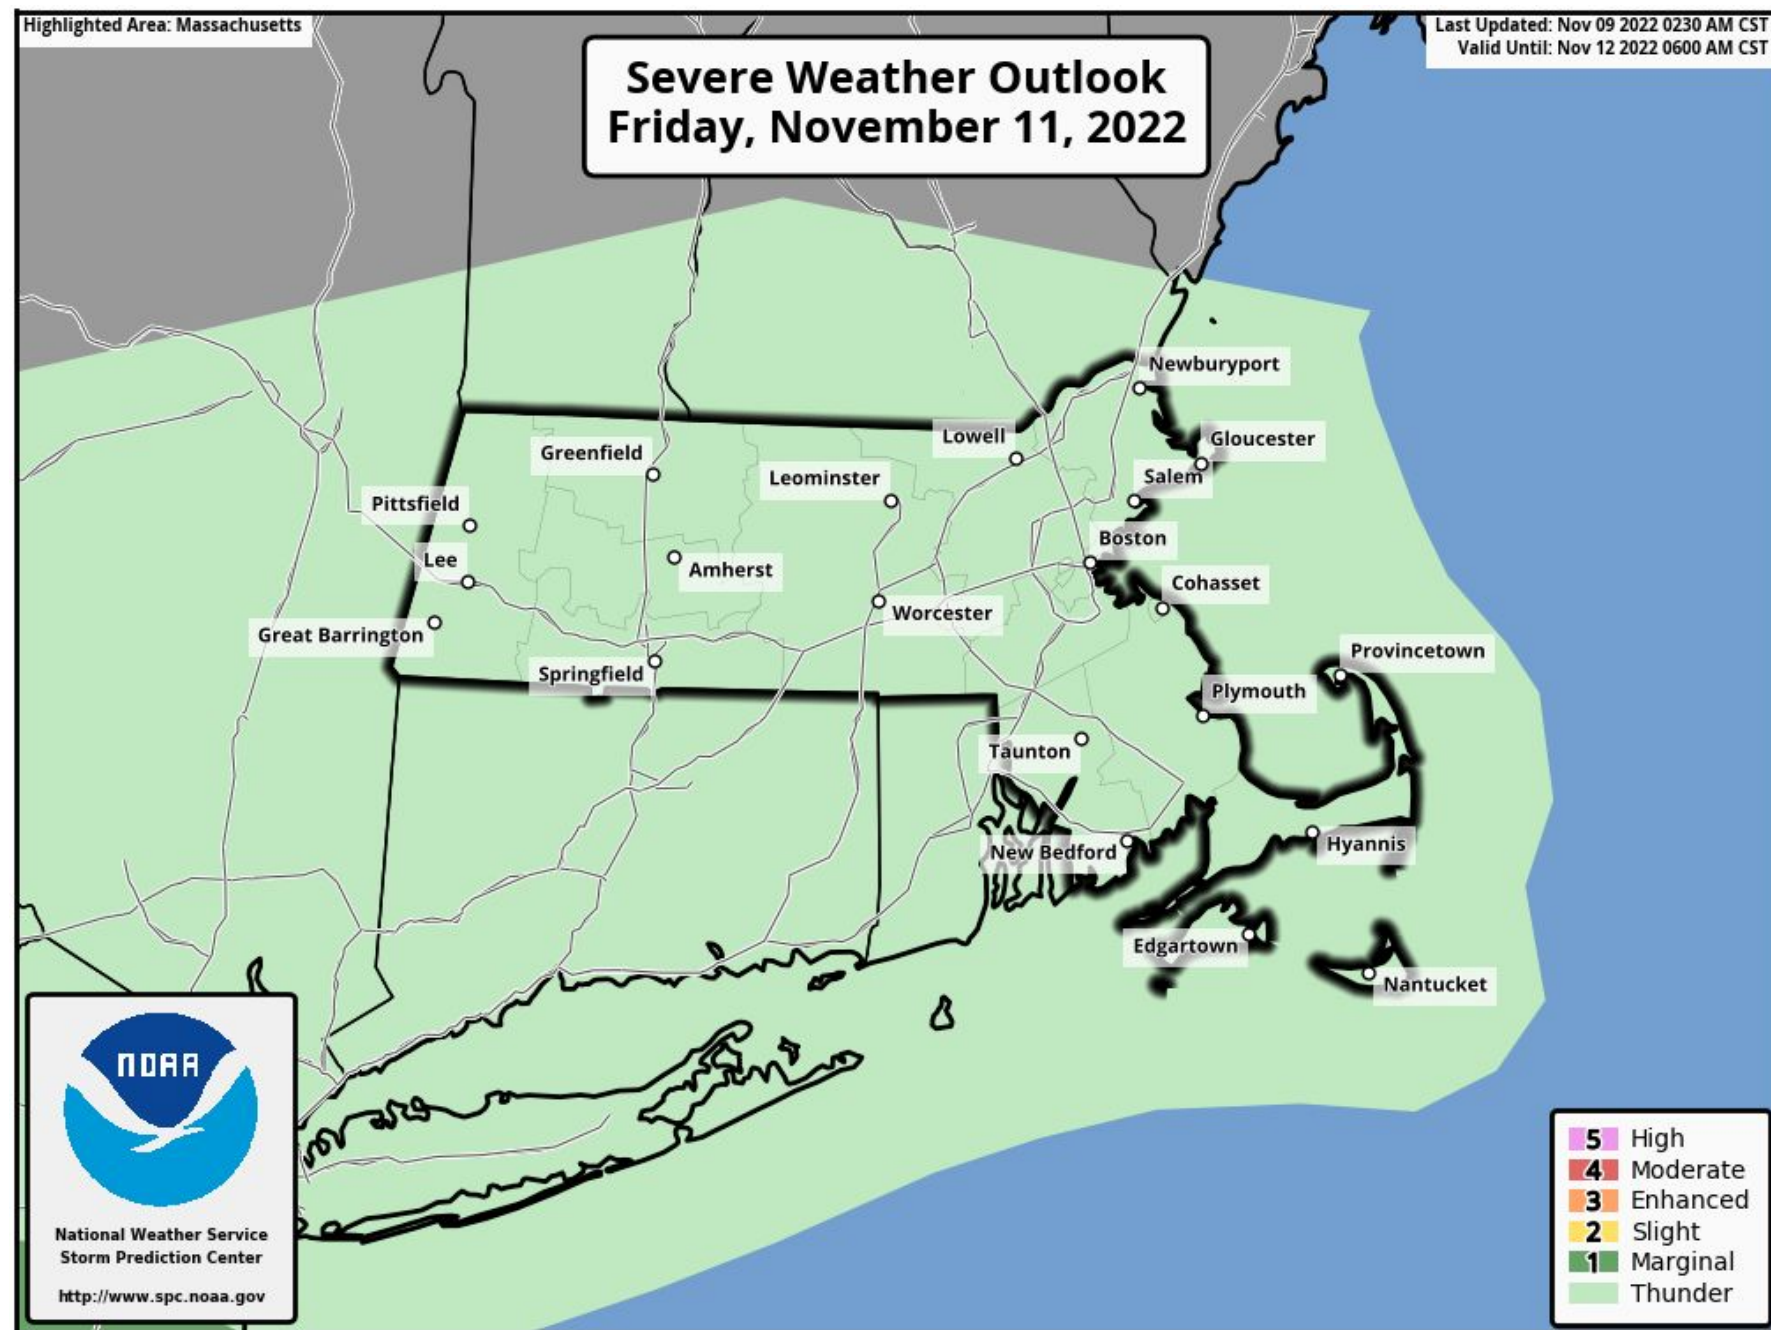 Highlighted Area: Massachusetts
Last Updated: Nov 09 2022 0230 AM CST
Valid Until: Nov 12 2022 0600 AM CST
Severe Weather Outlook
Friday, November 11, 2022
Newburyport
Lowell
Gloucester
Greenfield
Leominster
Salem
Pittsfield
Boston
Lee
Amherst
Cohasset
Worcester
Great Barrington
Provincetown
Springfield
Plymouth
Taunton
Hyannis
New Bedford
Edgartown
Nantucket
NOAA
National Weather Service
Storm Prediction Center
http://www.spc.noaa.gov
5 High
4 Moderate
3 Enhanced
2 Slight
1 Marginal
Thunder